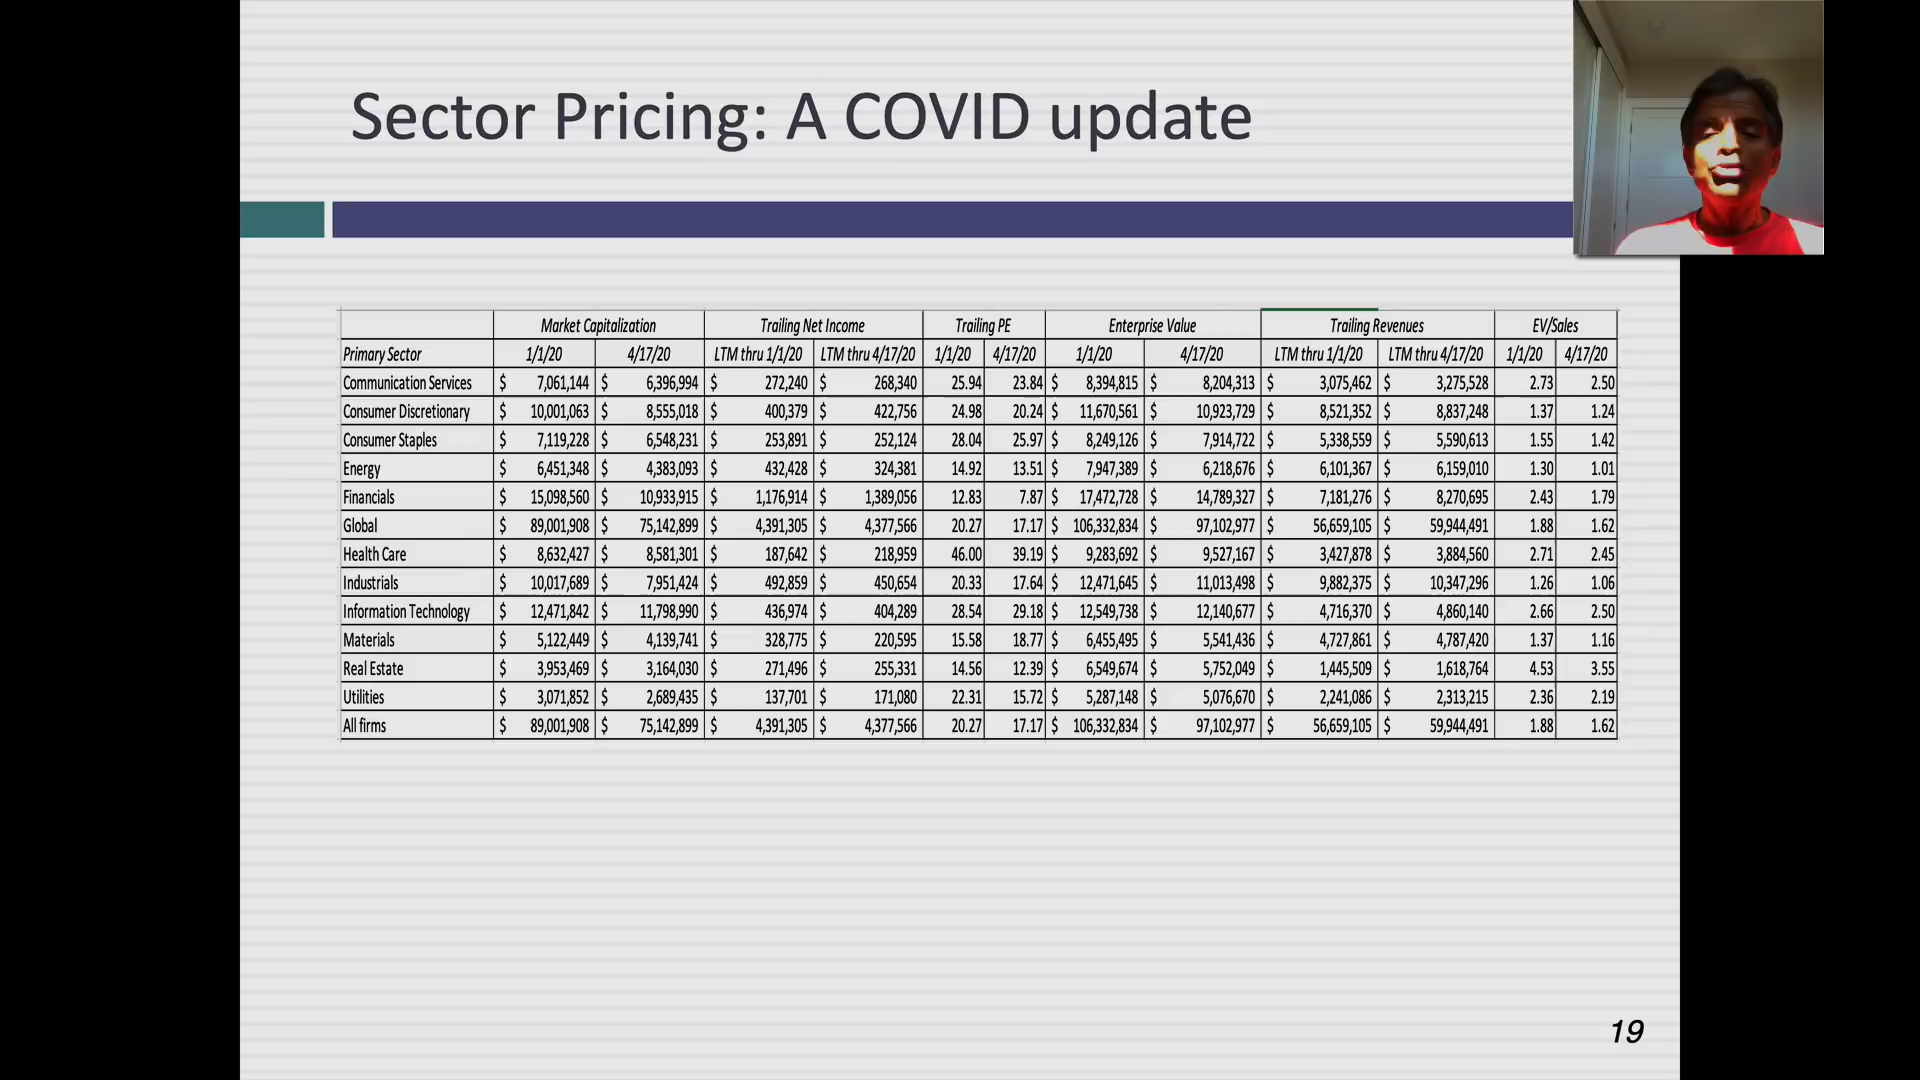 Sector Pricing: A COVID update
Market Capitalization Trailing Net Income Trailing PE Enterprise Value Trailing Revenues EV/Sales
Primary Sector 1/1/20 4/17/20 LTM thru 1/1/20 LTM thru 4/17/20 1/1/20 4/17/20 1/1/20 4/17/20 LTM thru 1/1/20 LTM thru 4/17/20 1/1/20 4/17/20
Communication Services $ 7,061,144 $ 6,396,994 $ 272,240 $ 268,340 25.94 23.84 $ 8,394,815 $ 8,204,313 $ 3,075,462 $ 3,275,528 2.73 2.50
Consumer Discretionary $ 10,001,063 $ 8,555,018 $ 400,379 $ 422,756 24.98 20.24 $ 11,670,561 $ 10,923,729 $ 8,521,352 $ 8,837,248 1.37 1.24
Consumer Staples $ 7,119,228 $ 6,548,231 $ 253,891 $ 252,124 28.04 25.97 $ 8,249,126 $ 7,914,722 $ 5,338,559 $ 5,590,613 1.55 1.42
Energy $ 6,451,348 $ 4,383,093 $ 432,428 $ 324,381 14.92 13.51 $ 7,947,389 $ 6,218,676 $ 6,101,367 $ 6,159,010 1.30 1.01
Financials $ 15,098,560 $ 10,933,915 $ 1,176,914 $ 1,389,056 12.83 7.87 $ 17,472,728 $ 14,789,327 $ 7,181,276 $ 8,270,695 2.43 1.79
Global $ 89,001,908 $ 75,142,899 $ 4,391,305 $ 4,377,566 20.27 17.17 $ 106,332,834 $ 97,102,977 $ 56,659,105 $ 59,944,491 1.88 1.62
Health Care $ 8,632,427 $ 8,581,301 $ 187,642 $ 218,959 46.00 39.19 $ 9,283,692 $ 9,527,167 $ 3,427,878 $ 3,884,560 2.71 2.45
Industrials $ 10,017,689 $ 7,951,424 $ 492,859 $ 450,654 20.33 17.64 $ 12,471,645 $ 11,013,498 $ 9,882,375 $ 10,347,296 1.26 1.06
Information Technology $ 12,471,842 $ 11,798,990 $ 436,974 $ 404,289 28.54 29.18 $ 12,549,738 $ 12,140,677 $ 4,716,370 $ 4,860,140 2.66 2.50
Materials $ 5,122,449 $ 4,139,741 $ 328,775 $ 220,595 15.58 18.77 $ 6,455,495 $ 5,541,436 $ 4,727,861 $ 4,787,420 1.37 1.16
Real Estate $ 3,953,469 $ 3,164,030 $ 271,496 $ 255,331 14.56 12.39 $ 6,549,674 $ 5,752,049 $ 1,445,509 $ 1,618,764 4.53 3.55
Utilities $ 3,071,852 $ 2,689,435 $ 137,701 $ 171,080 22.31 15.72 $ 5,287,148 $ 5,076,670 $ 2,241,086 $ 2,313,215 2.36 2.19
All firms $ 89,001,908 $ 75,142,899 $ 4,391,305 $ 4,377,566 20.27 17.17 $ 106,332,834 $ 97,102,977 $ 56,659,105 $ 59,944,491 1.88 1.62
19